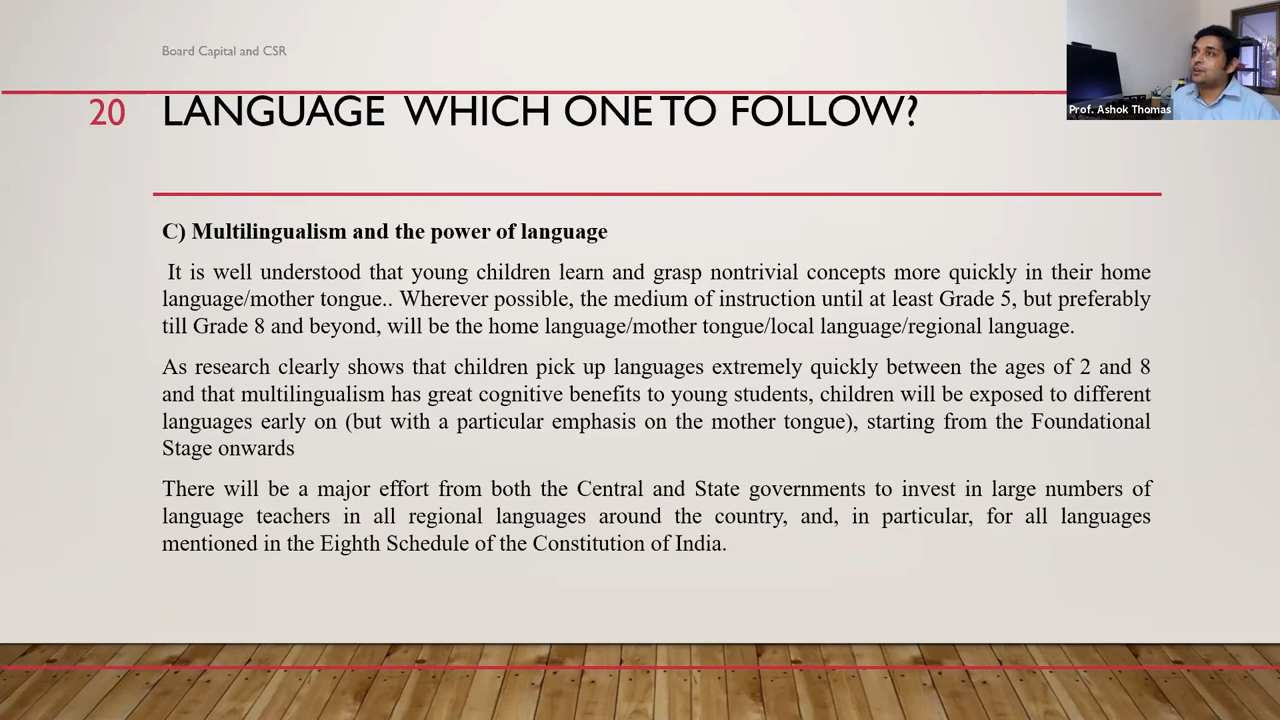 Board Capital and CSR
Prof. Ashok Thomas
20 LANGUAGE WHICH ONE TO FOLLOW?
C) Multilingualism and the power of language
It is well understood that young children learn and grasp nontrivial concepts more quickly in their home
language/mother tongue.. Wherever possible, the medium of instruction until at least Grade 5, but preferably
till Grade 8 and beyond, will be the home language/mother tongue/local language/regional language.
As research clearly shows that children pick up languages extremely quickly between the ages of 2 and 8
and that multilingualism has great cognitive benefits to young students, children will be exposed to different
languages early on (but with a particular emphasis on the mother tongue), starting from the Foundational
Stage onwards
There will be a major effort from both the Central and State governments to invest in large numbers of
language teachers in all regional languages around the country, and, in particular, for all languages
mentioned in the Eighth Schedule of the Constitution of India.